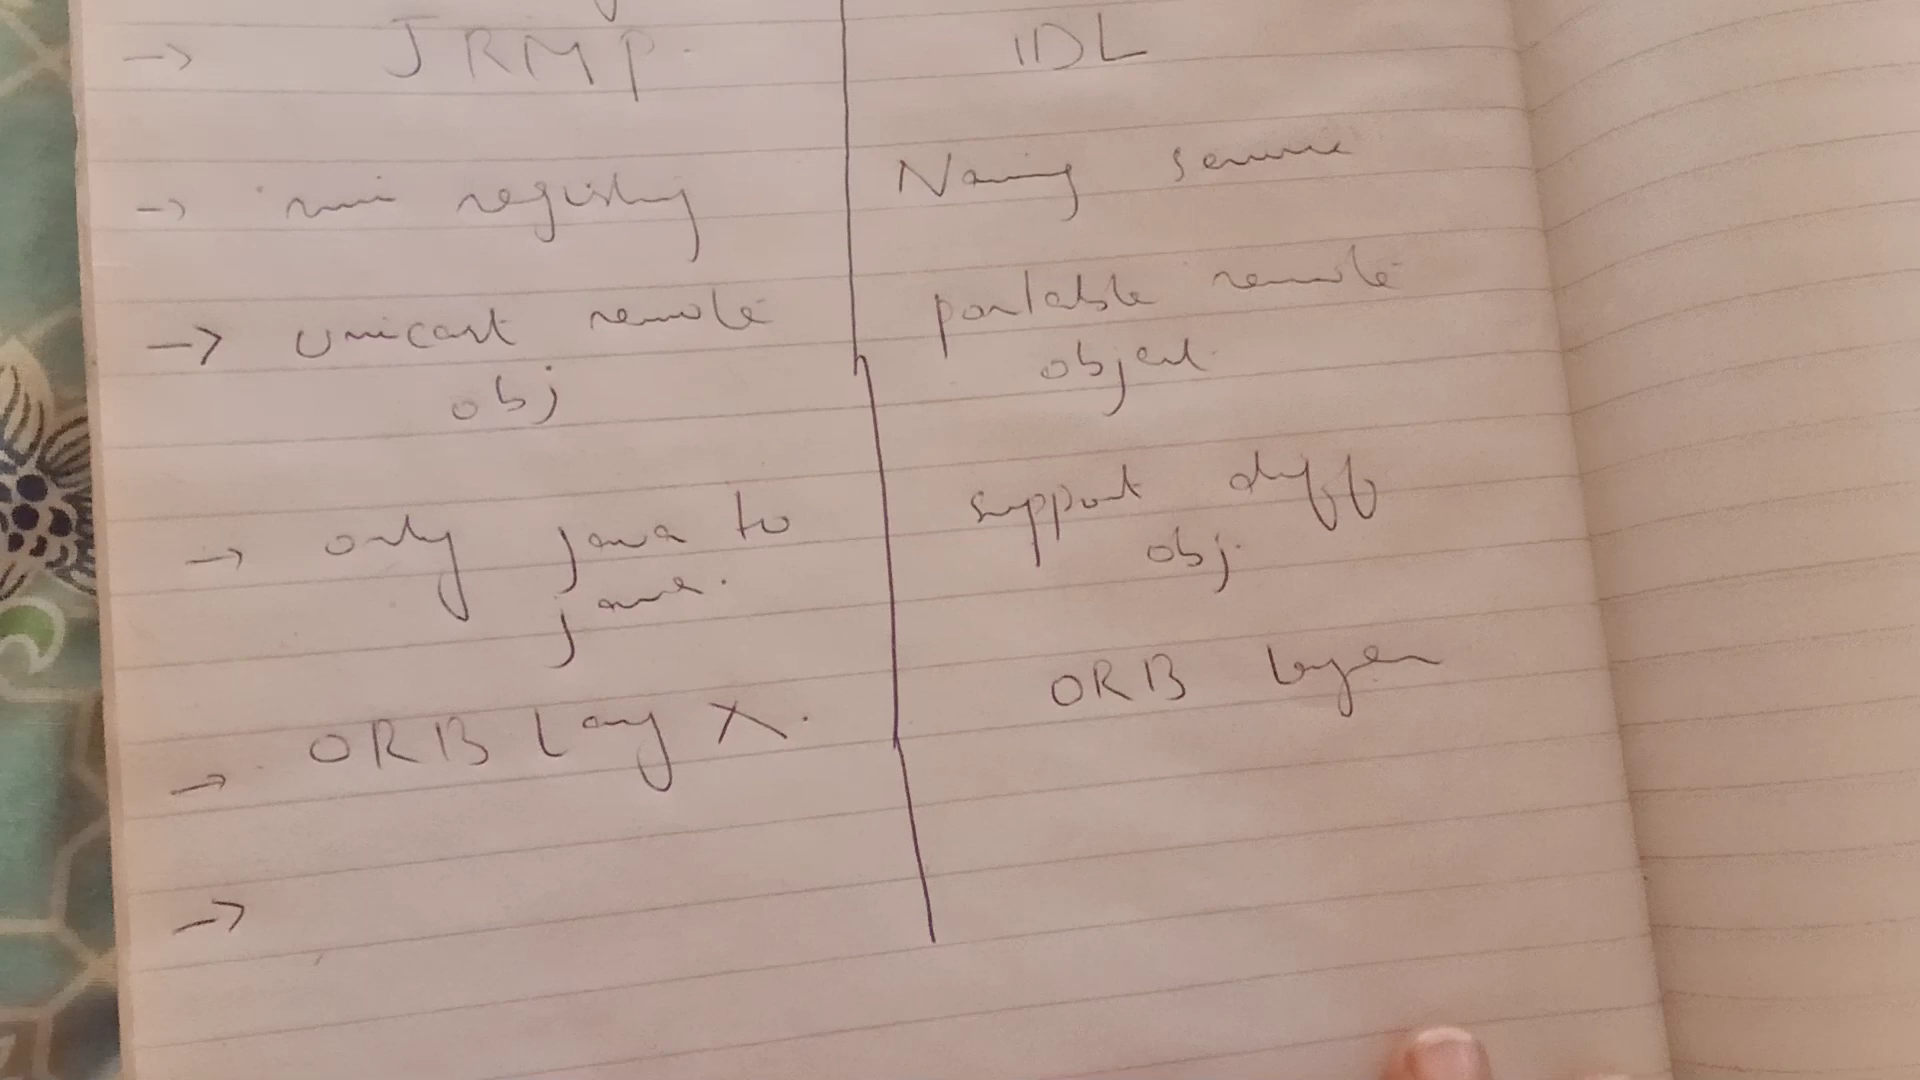 → JRMP. IDL
→ rmi registry Naming service
→ unicast remote portable remote
obj object
→ only java to support diff
java. obj.
→ ORB Lay X. ORB layer
→